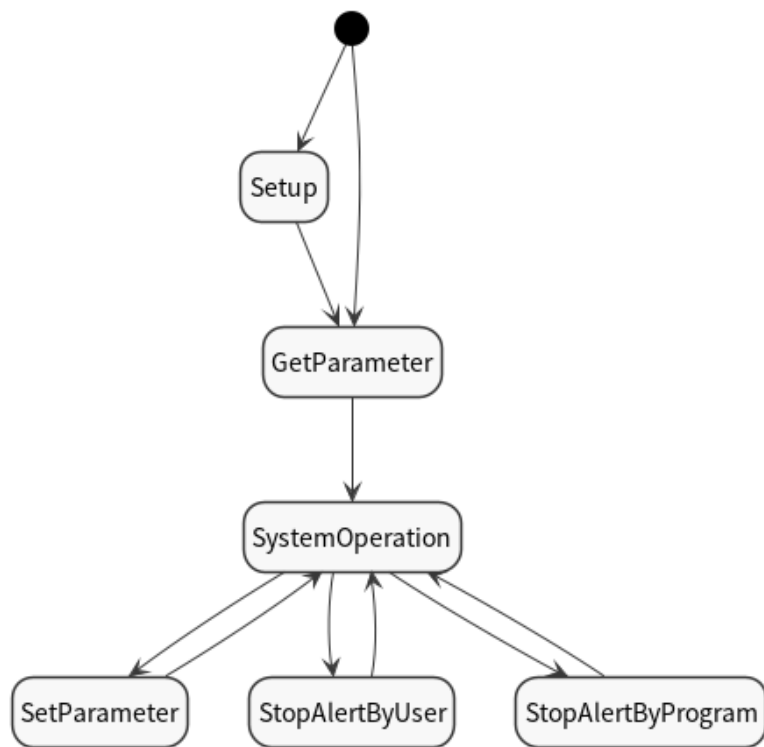 Setup
GetParameter
SystemOperation
SetParameter
StopAlertByUser
StopAlertByProgram